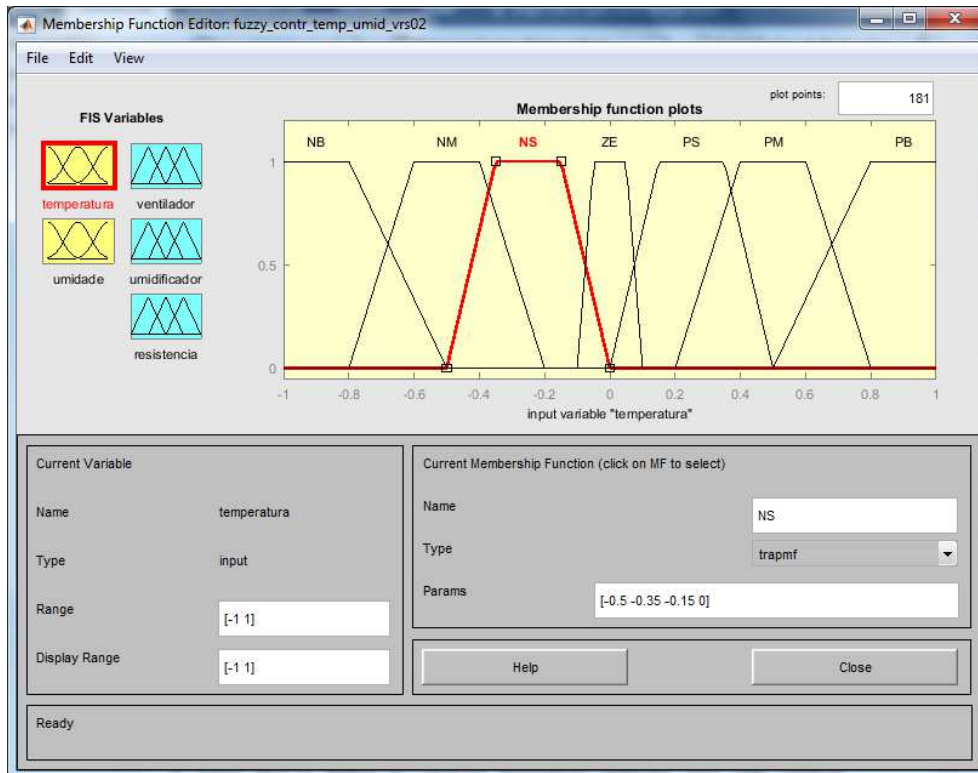 Membership Function Editor: fuzzy_contr_temp_umid_vrs02
File Edit View
FIS Variables
temperatura ventilador
umidade umidificador
resistencia
plot points: 181
Membership function plots
NB NM NS ZE PS PM PB
1
0.5
0
-1 -0.8 -0.6 -0.4 -0.2 0 0.2 0.4 0.6 0.8 1
input variable "temperatura"
Current Variable
Name temperatura
Type input
Range [-1 1]
Display Range [-1 1]
Current Membership Function (click on MF to select)
Name NS
Type trapmf
Params [-0.5 -0.35 -0.15 0]
Help Close
Ready